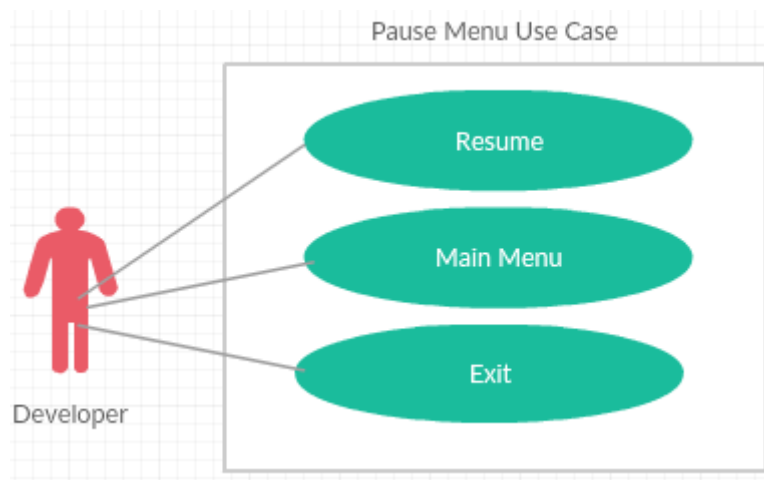 Pause Menu Use Case
Resume
Main Menu
Exit
Developer